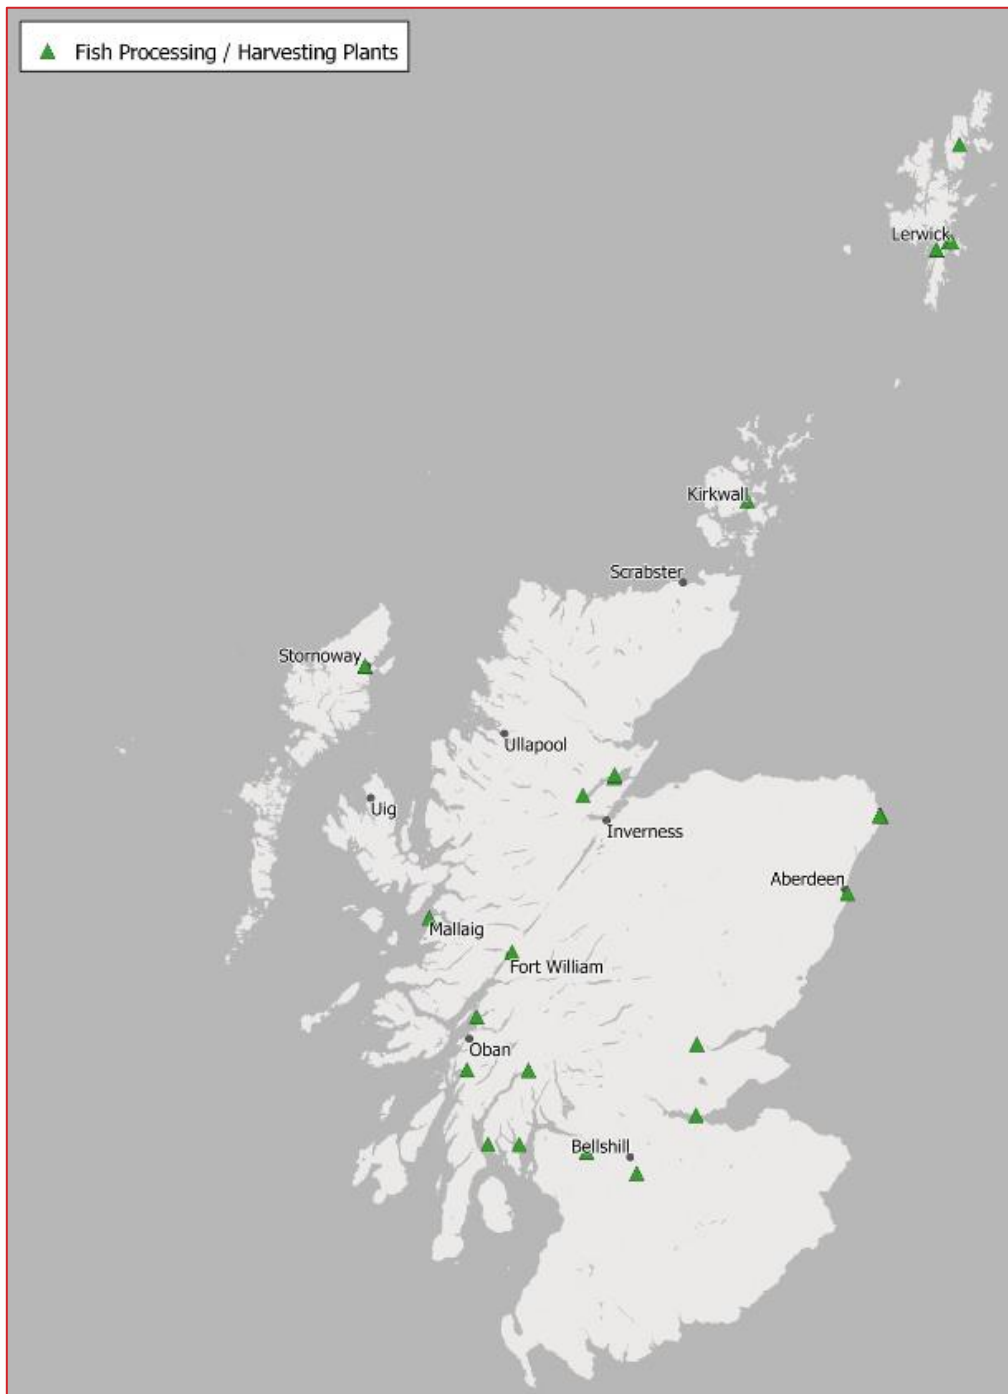 Fish Processing / Harvesting Plants
Lerwick
Kirkwall
Scrabster
Stornoway
Ullapool
Uig
Inverness
Aberdeen
Mallaig
Fort William
Oban
Bellshill